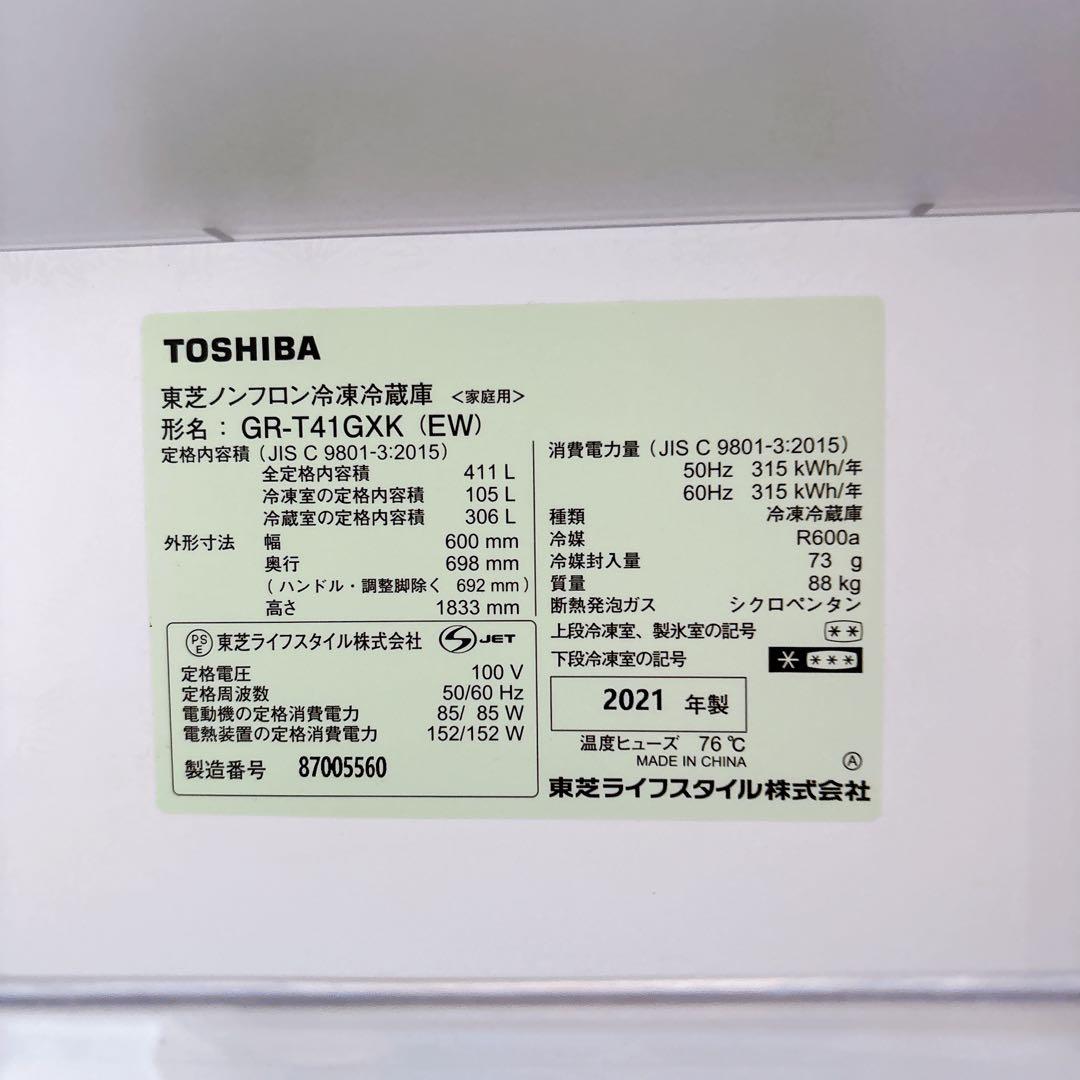 TOSHIBA
東芝ノンフロン冷凍冷蔵庫 <家庭用>
形名: GR-T41GXK (EW)
定格内容積 (JIS C 9801-3:2015)
全定格内容積 411 L
冷凍室の定格内容積 105 L
冷蔵室の定格内容積 306 L
外形寸法 幅 600 mm
奥行 698 mm
(ハンドル・調整脚除く 692 mm)
高さ 1833 mm
PS E 東芝ライフスタイル株式会社 S JET
定格電圧 100 V
定格周波数 50/60 Hz
電動機の定格消費電力 85/ 85 W
電熱装置の定格消費電力 152/152 W
製造番号 87005560
消費電力量 (JIS C 9801-3:2015)
50Hz 315 kWh/年
60Hz 315 kWh/年
種類 冷凍冷蔵庫
冷媒 R600a
冷媒封入量 73 g
質量 88 kg
断熱発泡ガス シクロペンタン
上段冷凍室、製氷室の記号 **
下段冷凍室の記号 * ***
2021 年製
温度ヒューズ 76 ℃
MADE IN CHINA Ⓐ
東芝ライフスタイル株式会社